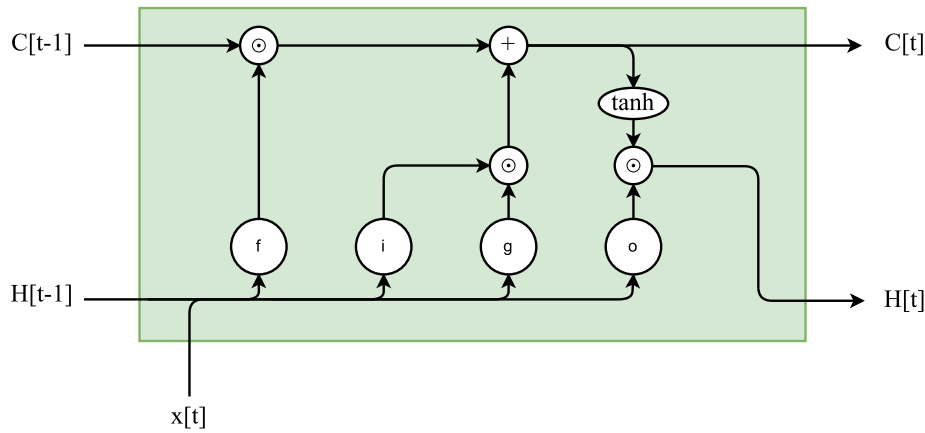 C[t-1]
⊙
+
C[t]
tanh
⊙
⊙
f
i
g
o
H[t-1]
H[t]
x[t]